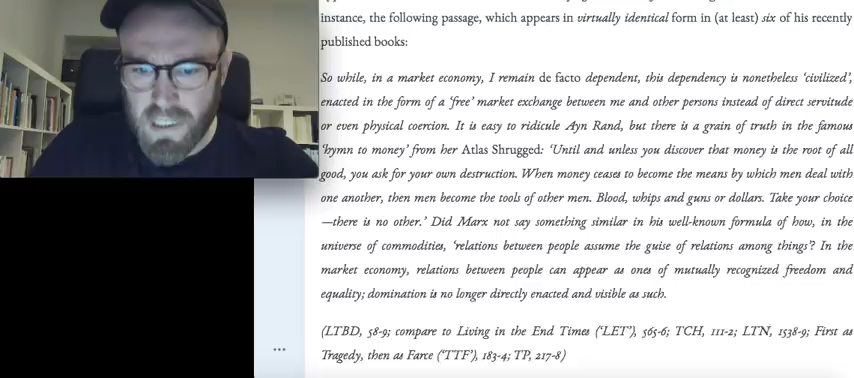 instance, the following passage, which appears in virtually identical form in (at least) six of his recently
published books:
So while, in a market economy, I remain de facto dependent, this dependency is nonetheless ‘civilized’,
enacted in the form of a ‘free’ market exchange between me and other persons instead of direct servitude
or even physical coercion. It is easy to ridicule Ayn Rand, but there is a grain of truth in the famous
‘hymn to money’ from her Atlas Shrugged: ‘Until and unless you discover that money is the root of all
good, you ask for your own destruction. When money ceases to become the means by which men deal with
one another, then men become the tools of other men. Blood, whips and guns or dollars. Take your choice
—there is no other.’ Did Marx not say something similar in his well-known formula of how, in the
universe of commodities, ‘relations between people assume the guise of relations among things’? In the
market economy, relations between people can appear as ones of mutually recognized freedom and
equality; domination is no longer directly enacted and visible as such.
(LTBD, 58-9; compare to Living in the End Times (‘LET’), 565-6; TCH, 111-2; LTN, 1538-9; First as
Tragedy, then as Farce (‘TTF’), 183-4; TP, 217-8)